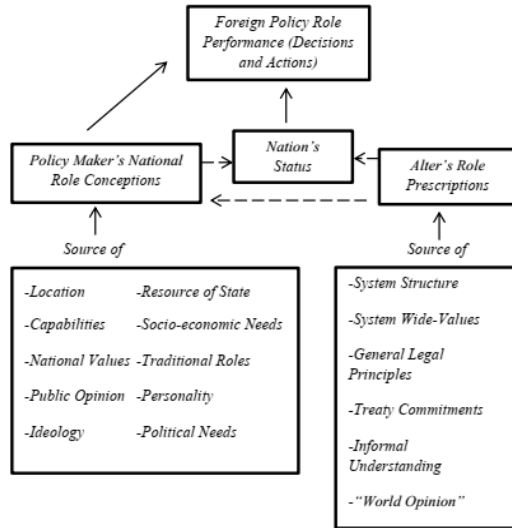 Foreign Policy Role
Performance (Decisions
and Actions)
Policy Maker's National
Role Conceptions
Nation's
Status
Alter's Role
Prescriptions
Source of
Source of
-Location
-Capabilities
-National Values
-Public Opinion
-Ideology
-Resource of State
-Socio-economic Needs
-Traditional Roles
-Personality
-Political Needs
-System Structure
-System Wide-Values
-General Legal
Principles
-Treaty Commitments
-Informal
Understanding
-"World Opinion"